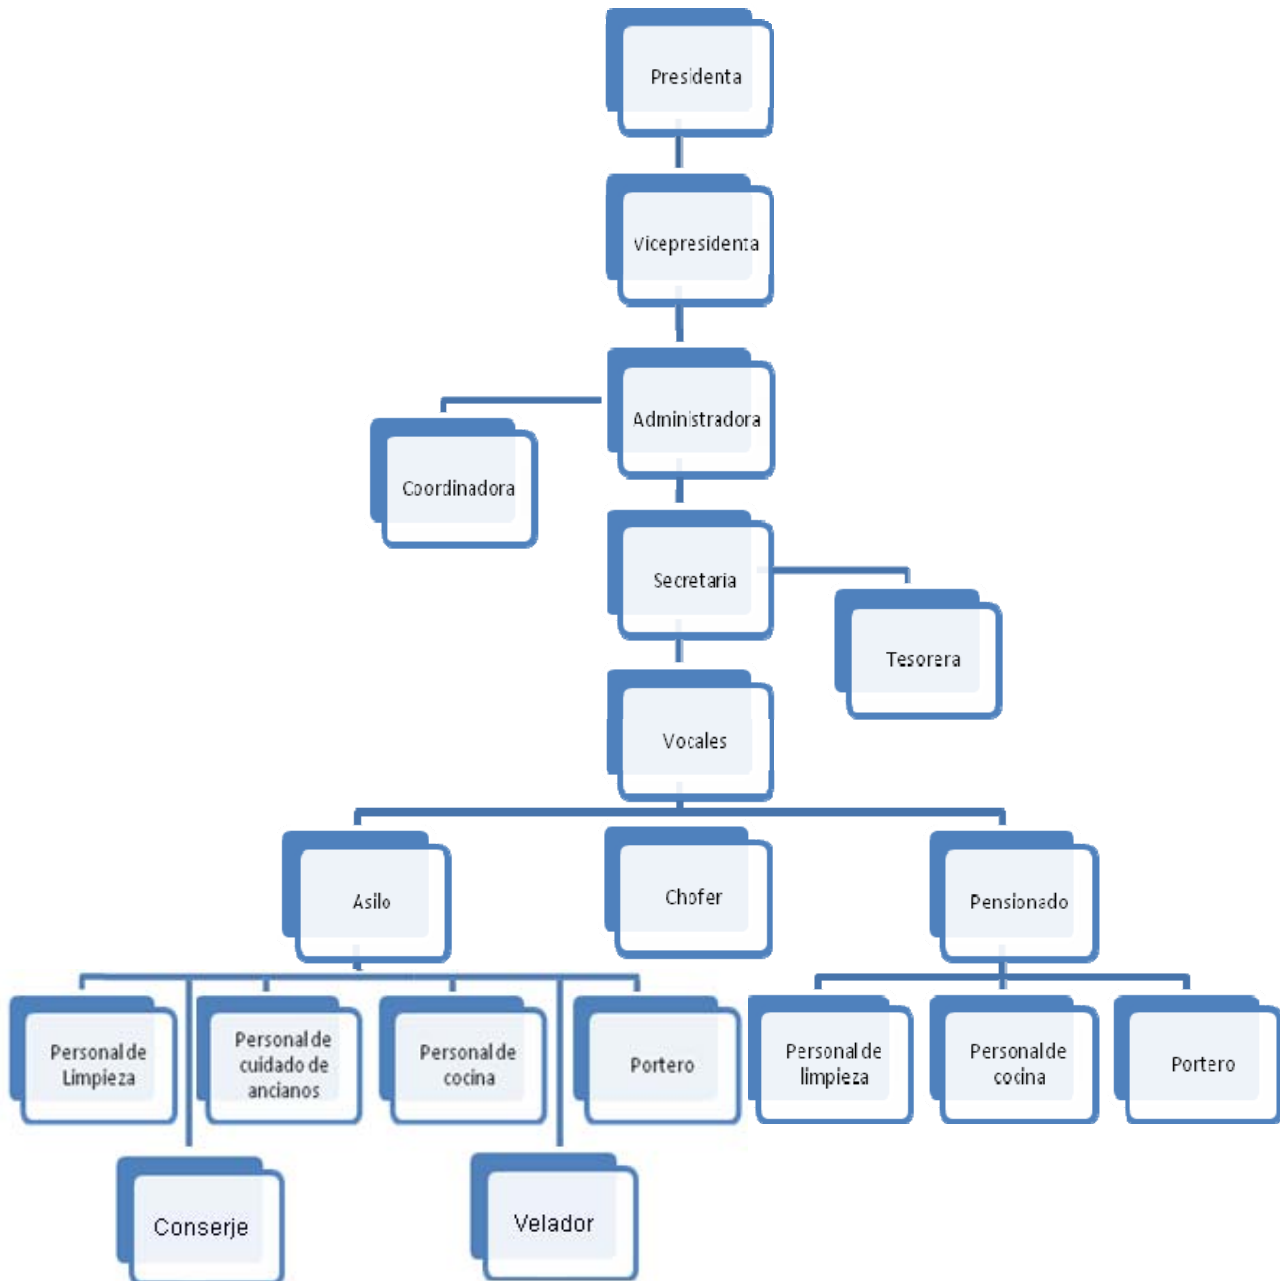 Presidenta
Vicepresidenta
Administradora
Coordinadora
Secretaria
Tesorera
Vocales
Asilo
Chofer
Pensionado
Personal de
Limpieza
Personal de
cuidado de
ancianos
Personal de
cocina
Portero
Personal de
limpieza
Personal de
cocina
Portero
Conserje
Velador